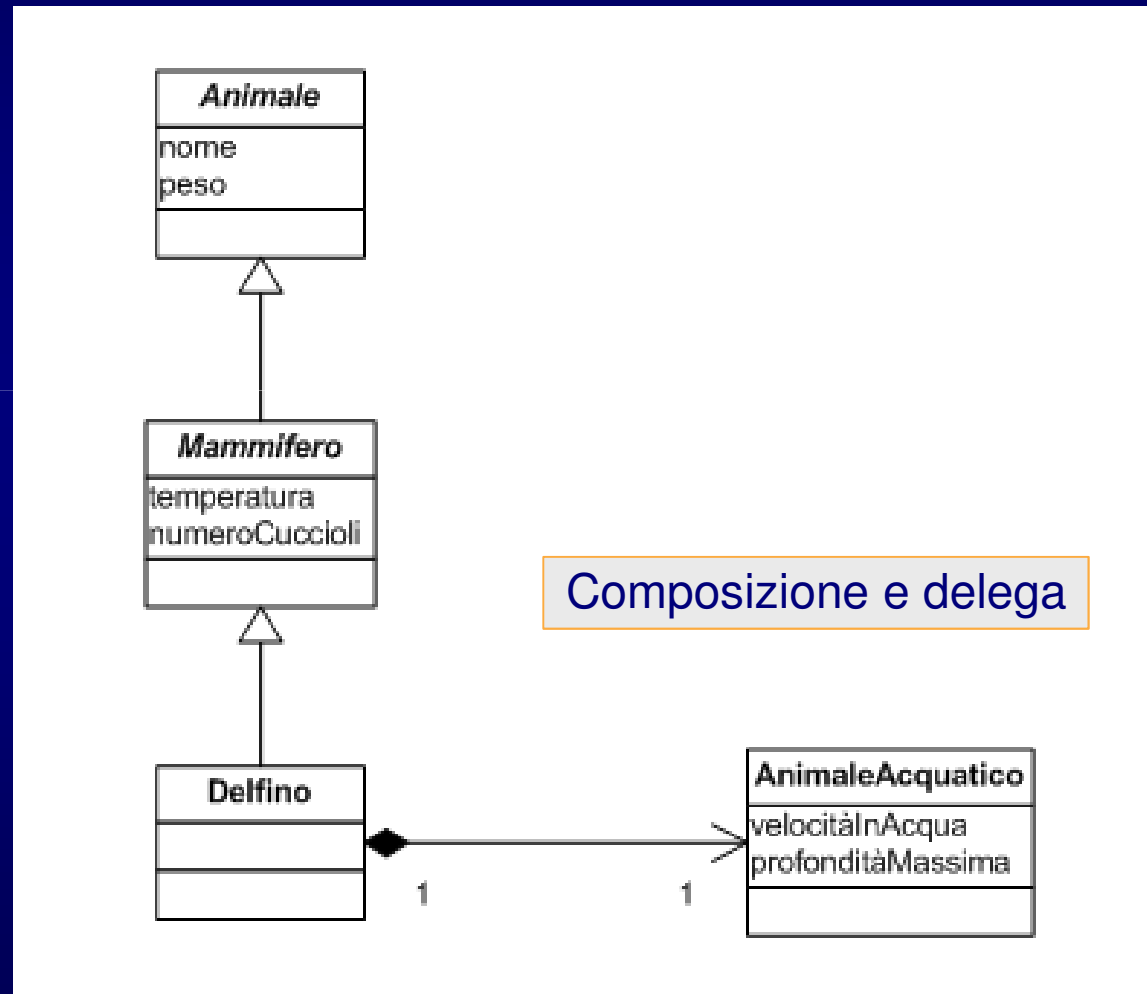 Animale
nome
peso
Mammifero
temperatura
numeroCuccioli
Composizione e delega
Delfino
AnimaleAcquatico
velocitàInAcqua
profonditàMassima
1 1